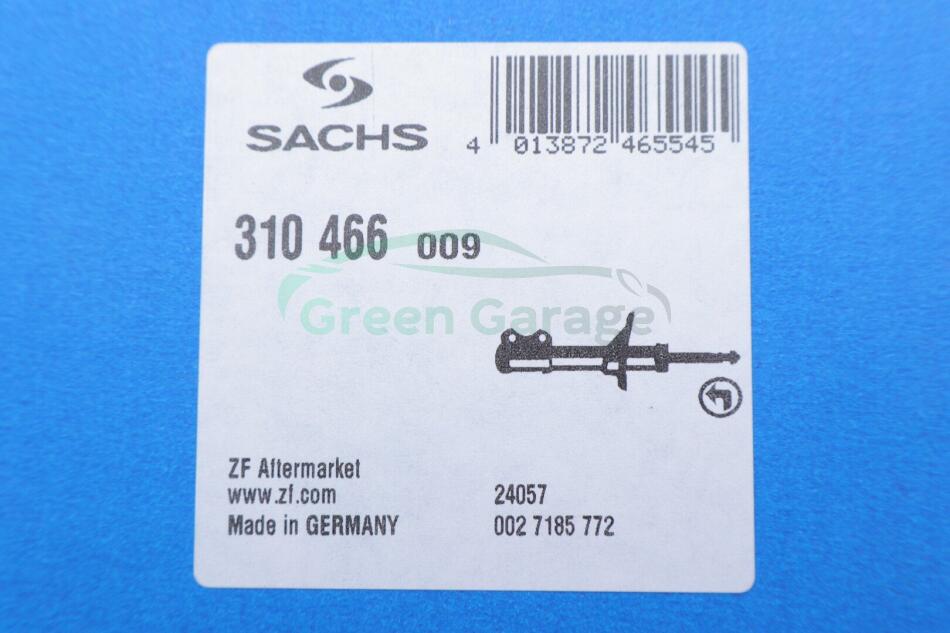 SACHS
4 013872 465545
310 466 009
Green Garage
ZF Aftermarket
www.zf.com
Made in GERMANY
24057
002 7185 772